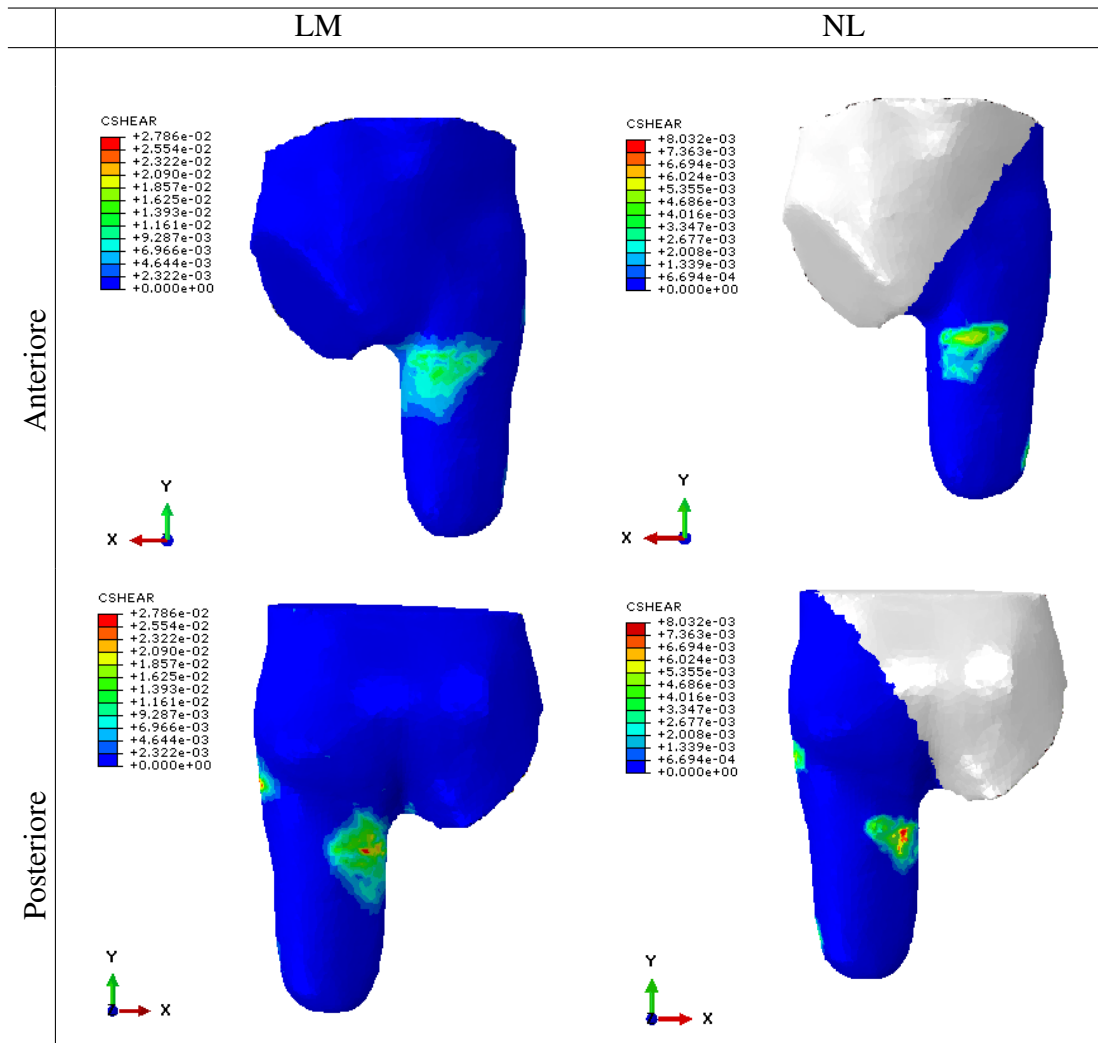 LM NL
Anteriore
CSHEAR
+2.786e-02
+2.554e-02
+2.322e-02
+2.090e-02
+1.857e-02
+1.625e-02
+1.393e-02
+1.161e-02
+9.287e-03
+6.966e-03
+4.644e-03
+2.322e-03
+0.000e+00
Y
X
CSHEAR
+8.032e-03
+7.363e-03
+6.694e-03
+6.024e-03
+5.355e-03
+4.686e-03
+4.016e-03
+3.347e-03
+2.677e-03
+2.008e-03
+1.339e-03
+6.694e-04
+0.000e+00
Y
X
Posteriore
CSHEAR
+2.786e-02
+2.554e-02
+2.322e-02
+2.090e-02
+1.857e-02
+1.625e-02
+1.393e-02
+1.161e-02
+9.287e-03
+6.966e-03
+4.644e-03
+2.322e-03
+0.000e+00
Y
Z
X
CSHEAR
+8.032e-03
+7.363e-03
+6.694e-03
+6.024e-03
+5.355e-03
+4.686e-03
+4.016e-03
+3.347e-03
+2.677e-03
+2.008e-03
+1.339e-03
+6.694e-04
+0.000e+00
Y
Z
X